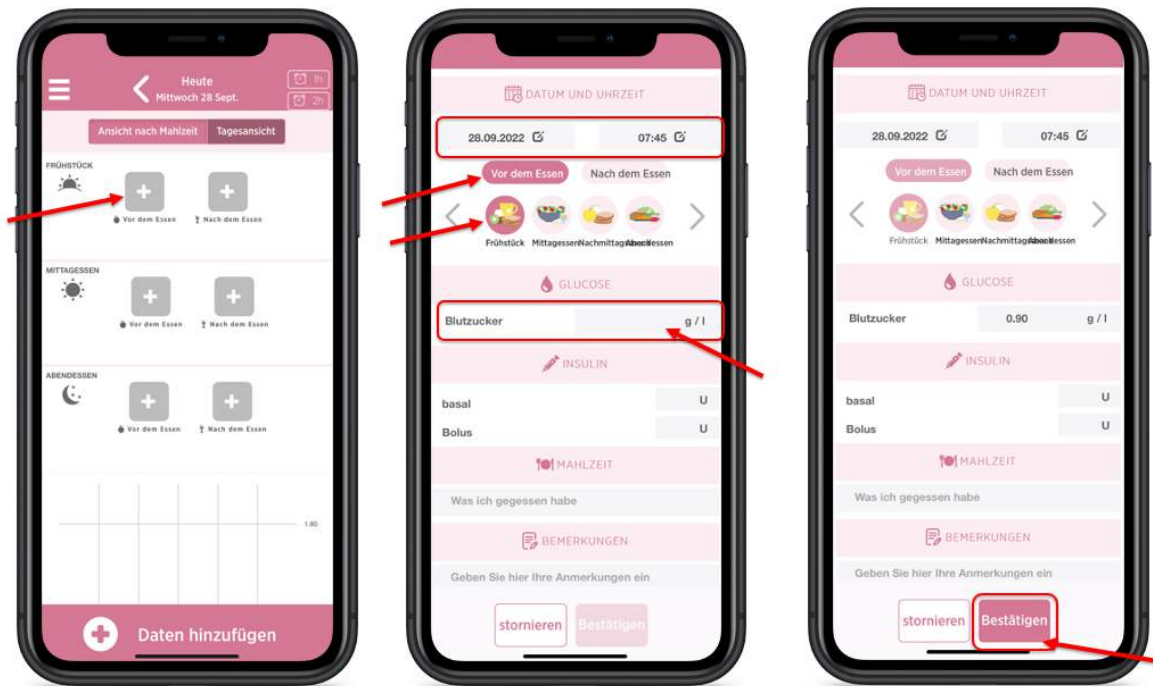 Heute
Mittwoch 28 Sept.
1h
2h
Ansicht nach Mahlzeit Tagesansicht
FRÜHSTÜCK
Vor dem Essen Nach dem Essen
MITTAGESSEN
Vor dem Essen Nach dem Essen
ABENDESSEN
Vor dem Essen Nach dem Essen
1.80
Daten hinzufügen
DATUM UND UHRZEIT
28.09.2022 07:45
Vor dem Essen Nach dem Essen
Frühstück Mittagessen
GLUCOSE
Blutzucker g / l
INSULIN
basal U
Bolus U
MAHLZEIT
Was ich gegessen habe
BEMERKUNGEN
Geben Sie hier Ihre Anmerkungen ein
stornieren Bestätigen
DATUM UND UHRZEIT
28.09.2022 07:45
Vor dem Essen Nach dem Essen
Frühstück Mittagessen
GLUCOSE
Blutzucker 0.90 g / l
INSULIN
basal U
Bolus U
MAHLZEIT
Was ich gegessen habe
BEMERKUNGEN
Geben Sie hier Ihre Anmerkungen ein
stornieren Bestätigen